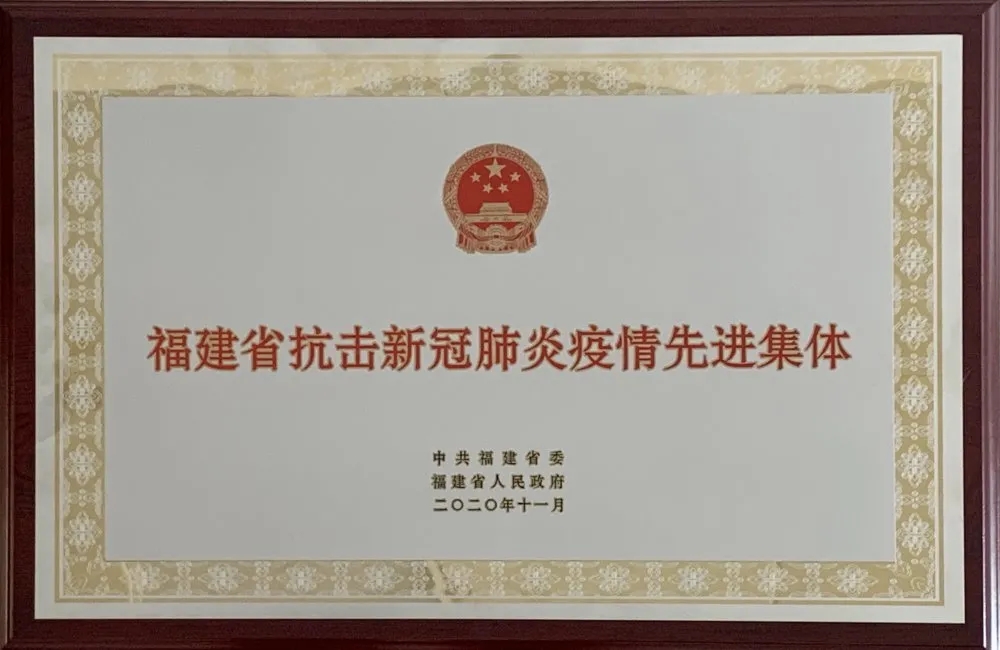 福建省抗击新冠肺炎疫情先进集体
中共福建省委
福建省人民政府
二〇二〇年十一月